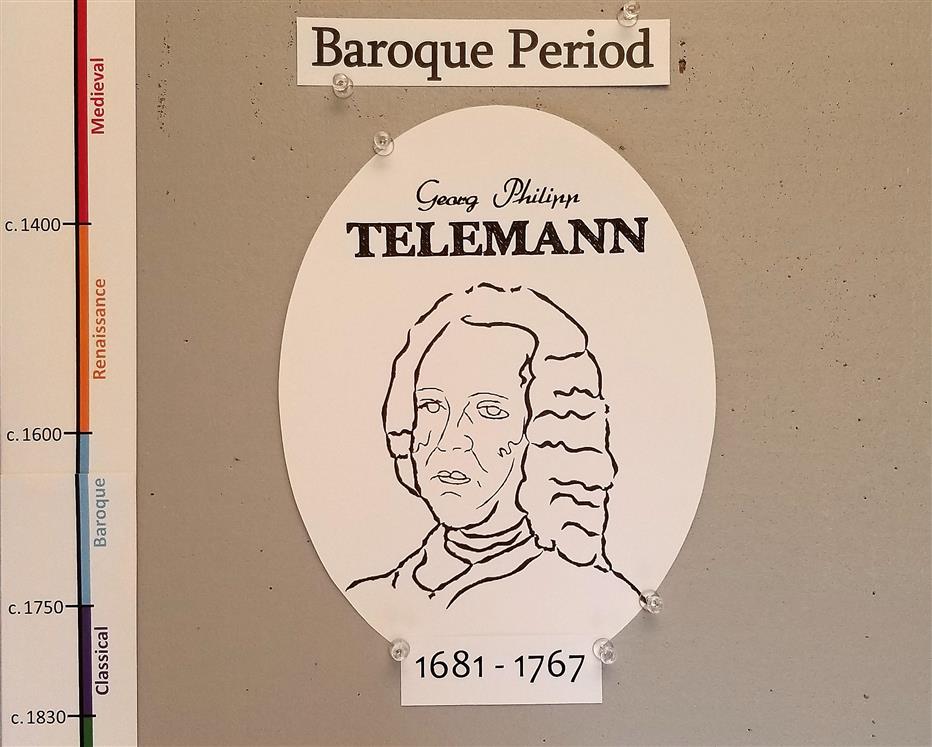 Baroque Period
Georg Philipp
TELEMANN
1681 - 1767
Medieval
c.1400
Renaissance
c.1600
Baroque
c.1750
Classical
c.1830